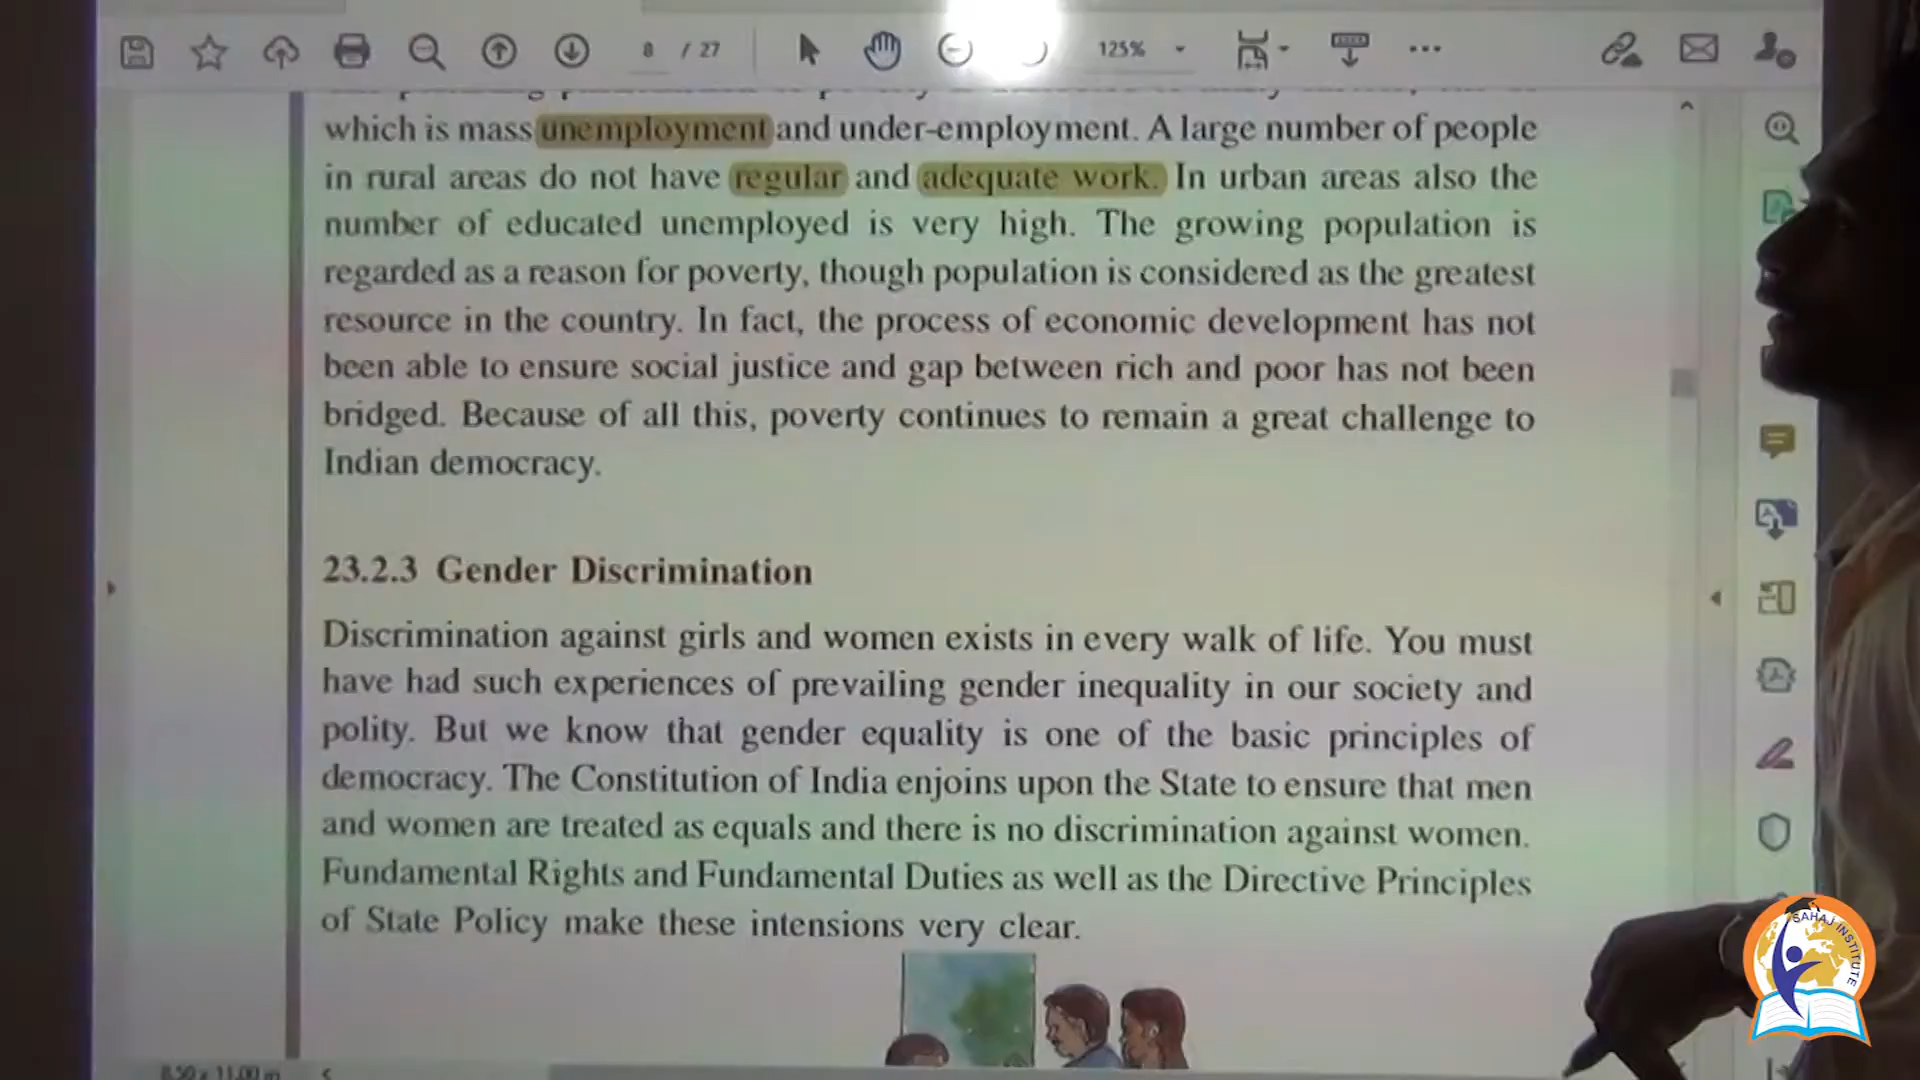 8 / 27
125%
which is mass unemployment and under-employment. A large number of people
in rural areas do not have regular and adequate work. In urban areas also the
number of educated unemployed is very high. The growing population is
regarded as a reason for poverty, though population is considered as the greatest
resource in the country. In fact, the process of economic development has not
been able to ensure social justice and gap between rich and poor has not been
bridged. Because of all this, poverty continues to remain a great challenge to
Indian democracy.
23.2.3 Gender Discrimination
Discrimination against girls and women exists in every walk of life. You must
have had such experiences of prevailing gender inequality in our society and
polity. But we know that gender equality is one of the basic principles of
democracy. The Constitution of India enjoins upon the State to ensure that men
and women are treated as equals and there is no discrimination against women.
Fundamental Rights and Fundamental Duties as well as the Directive Principles
of State Policy make these intensions very clear.
SAHAJ INSTITUTE
8.50 x 11.00 in